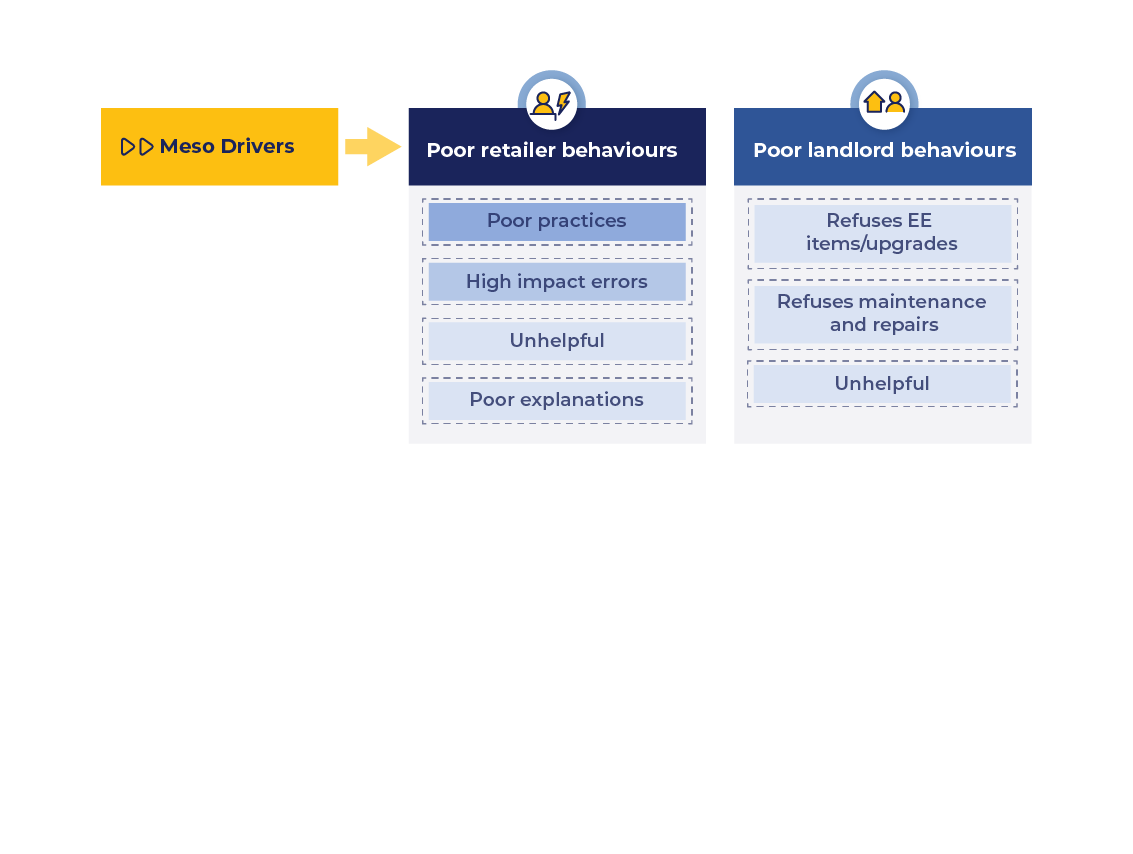 Meso Drivers
Poor retailer behaviours
Poor practices
High impact errors
Unhelpful
Poor explanations
Poor landlord behaviours
Refuses EE
items/upgrades
Refuses maintenance
and repairs
Unhelpful